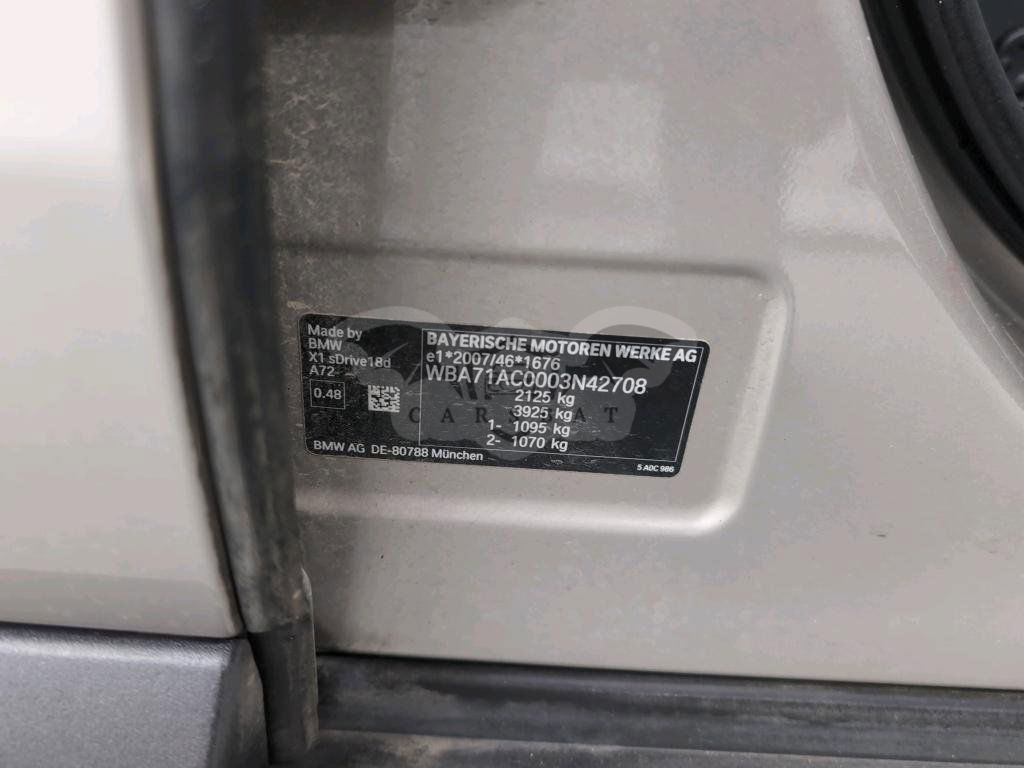 Made by
BMW
X1 sDrive18d
A72
0.48
BAYERISCHE MOTOREN WERKE AG
e1*2007/46*1676
WBA71AC0003N42708
2125 kg
3925 kg
1- 1095 kg
2- 1070 kg
BMW AG DE-80788 München
5 A0C 986